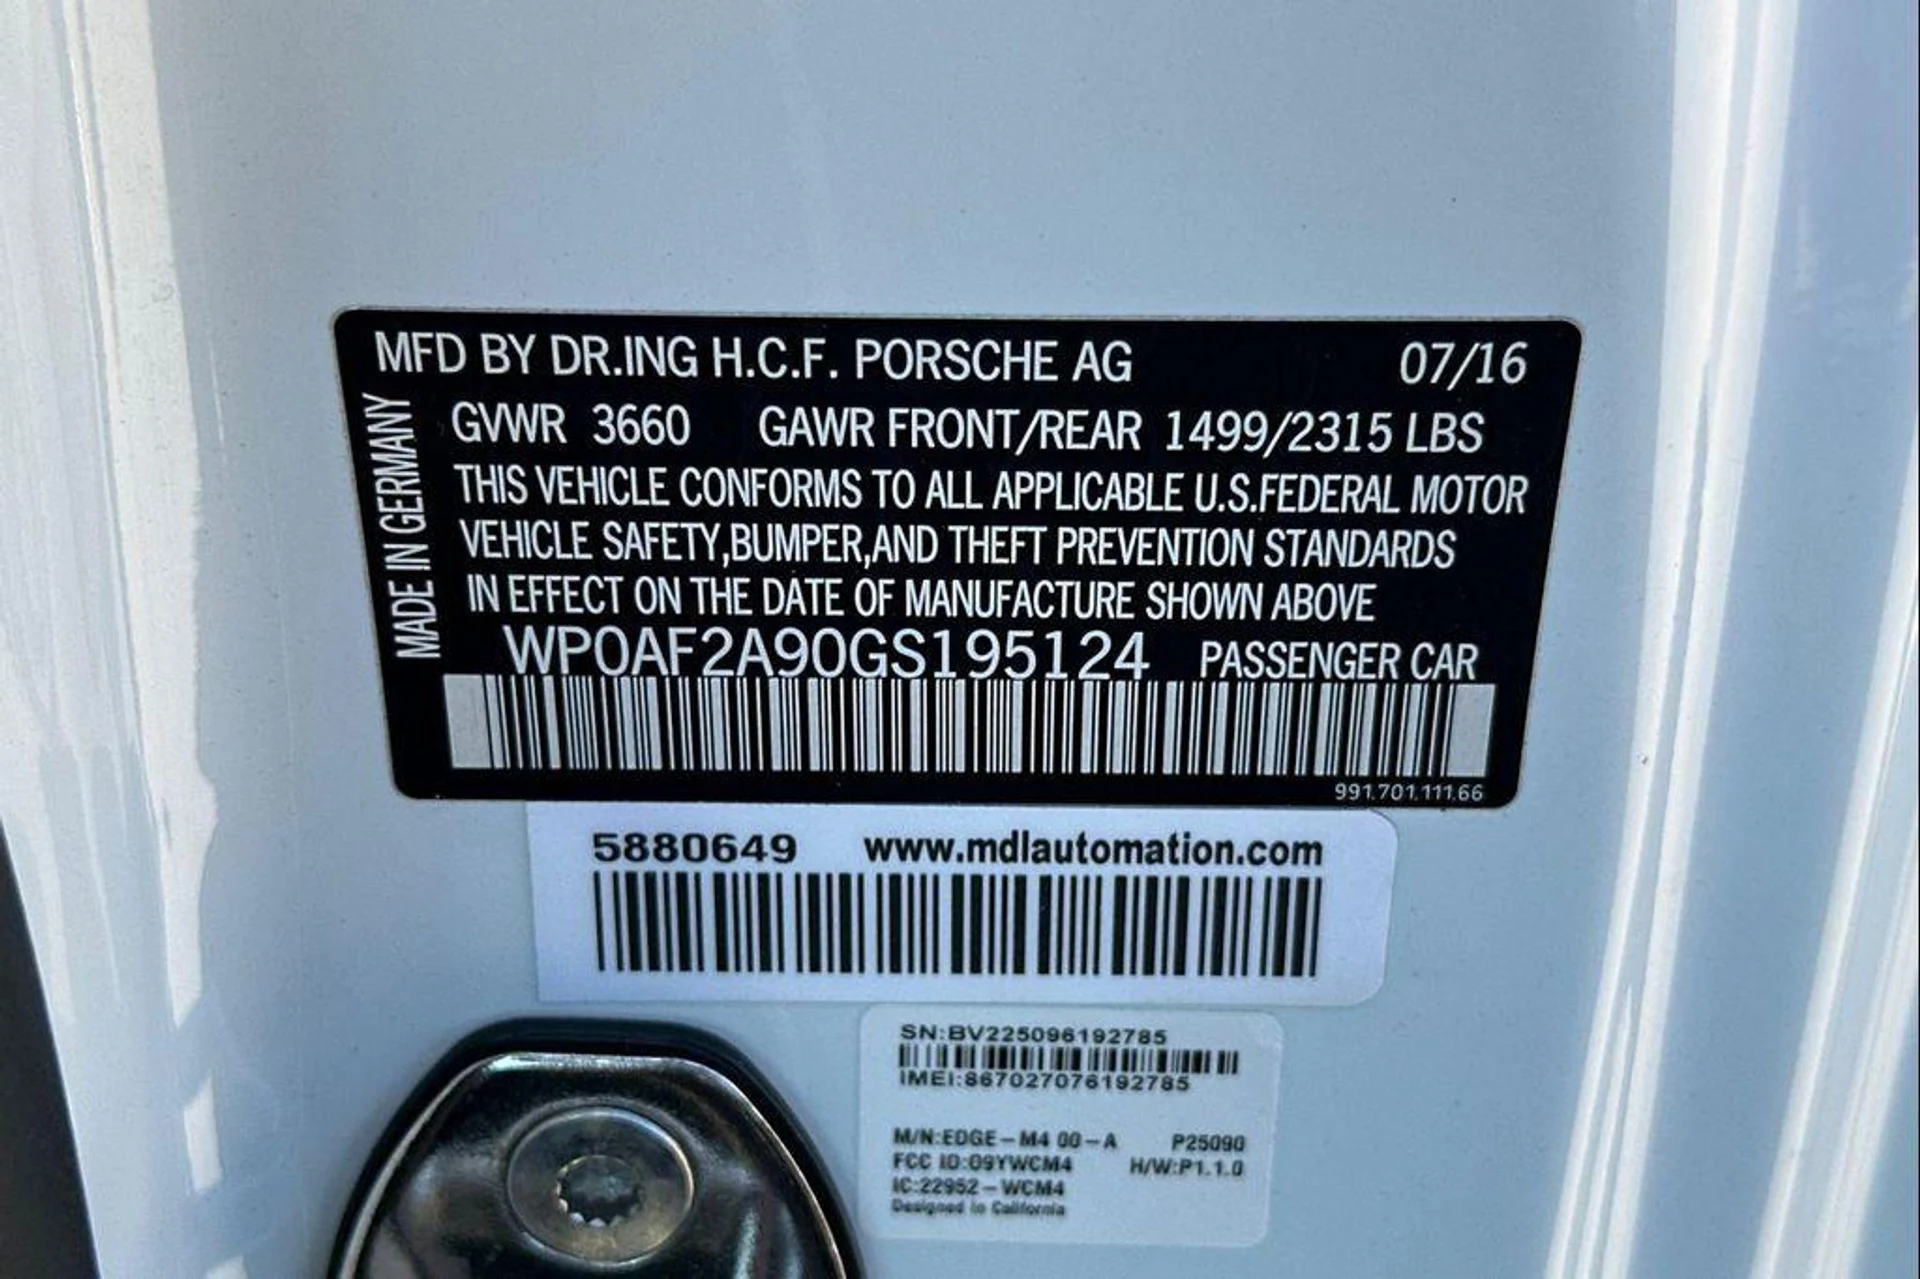 MFD BY DR.ING H.C.F. PORSCHE AG 07/16
MADE IN GERMANY
GVWR 3660 GAWR FRONT/REAR 1499/2315 LBS
THIS VEHICLE CONFORMS TO ALL APPLICABLE U.S.FEDERAL MOTOR
VEHICLE SAFETY,BUMPER,AND THEFT PREVENTION STANDARDS
IN EFFECT ON THE DATE OF MANUFACTURE SHOWN ABOVE
WP0AF2A90GS195124 PASSENGER CAR
991.701.111.66
5880649 www.mdlautomation.com
SN:BV225096192785
IMEI:867027076192785
M/N:EDGE-M4 00-A P25090
FCC ID:O9YWCM4 H/W:P1.1.0
IC:22952-WCM4
Designed in California